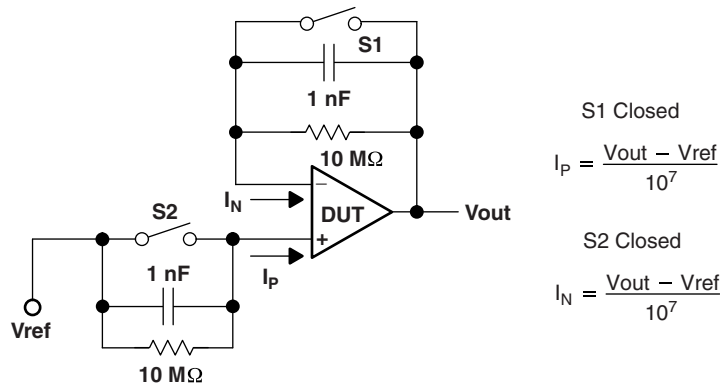 S1
1 nF
10 MΩ
I_N
−
DUT
Vout
S2
+
I_P
1 nF
Vref
10 MΩ
S1 Closed
I_P = (Vout − Vref) / 10^7
S2 Closed
I_N = (Vout − Vref) / 10^7